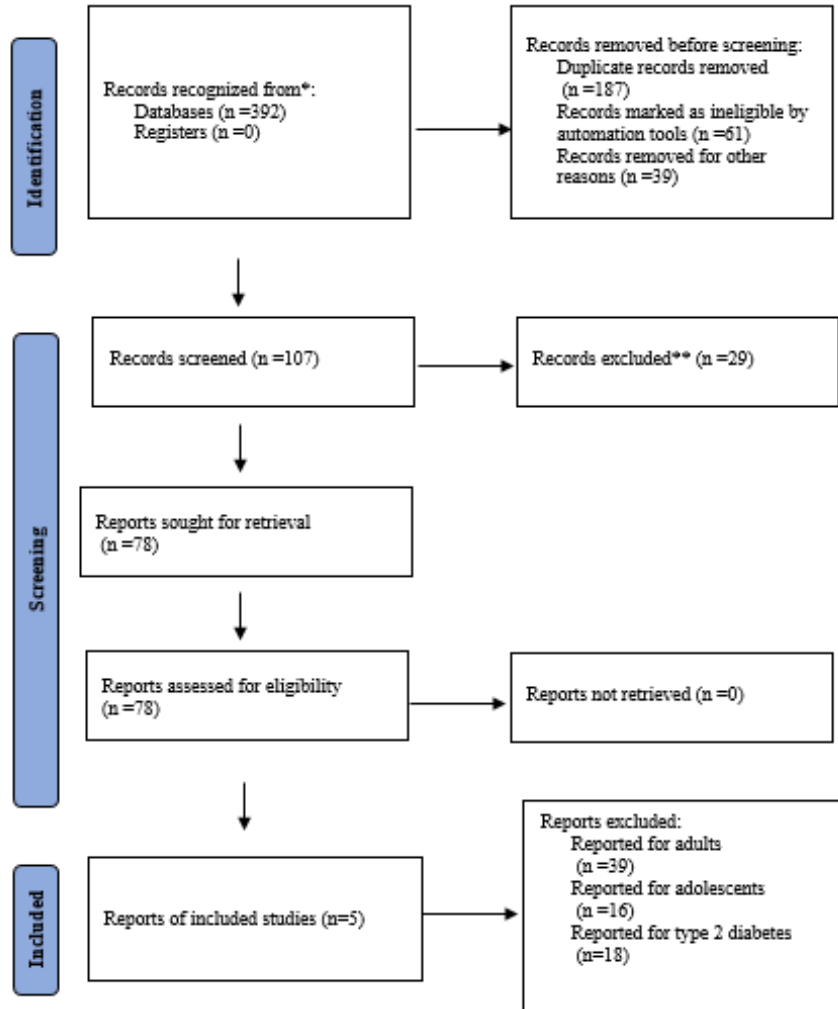 Identification
Records recognized from*:
Databases (n =392)
Registers (n =0)
Records removed before screening:
Duplicate records removed
(n =187)
Records marked as ineligible by
automation tools (n =61)
Records removed for other
reasons (n =39)
Screening
Records screened (n =107)
Records excluded** (n =29)
Reports sought for retrieval
(n =78)
Reports assessed for eligibility
(n =78)
Reports not retrieved (n =0)
Included
Reports of included studies (n=5)
Reports excluded:
Reported for adults
(n =39)
Reported for adolescents
(n =16)
Reported for type 2 diabetes
(n=18)